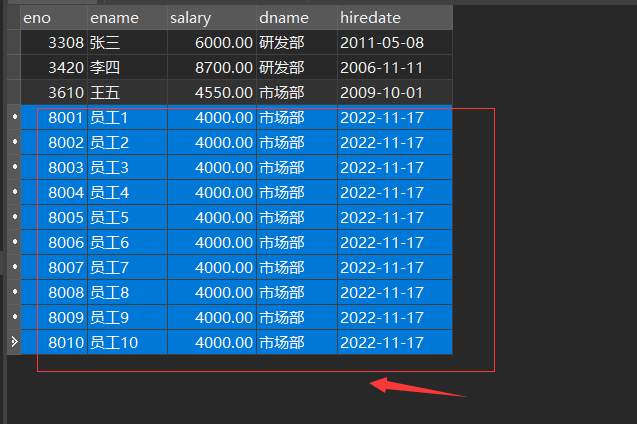 eno ename salary dname hiredate
3308 张三 6000.00 研发部 2011-05-08
3420 李四 8700.00 研发部 2006-11-11
3610 王五 4550.00 市场部 2009-10-01
8001 员工1 4000.00 市场部 2022-11-17
8002 员工2 4000.00 市场部 2022-11-17
8003 员工3 4000.00 市场部 2022-11-17
8004 员工4 4000.00 市场部 2022-11-17
8005 员工5 4000.00 市场部 2022-11-17
8006 员工6 4000.00 市场部 2022-11-17
8007 员工7 4000.00 市场部 2022-11-17
8008 员工8 4000.00 市场部 2022-11-17
8009 员工9 4000.00 市场部 2022-11-17
8010 员工10 4000.00 市场部 2022-11-17